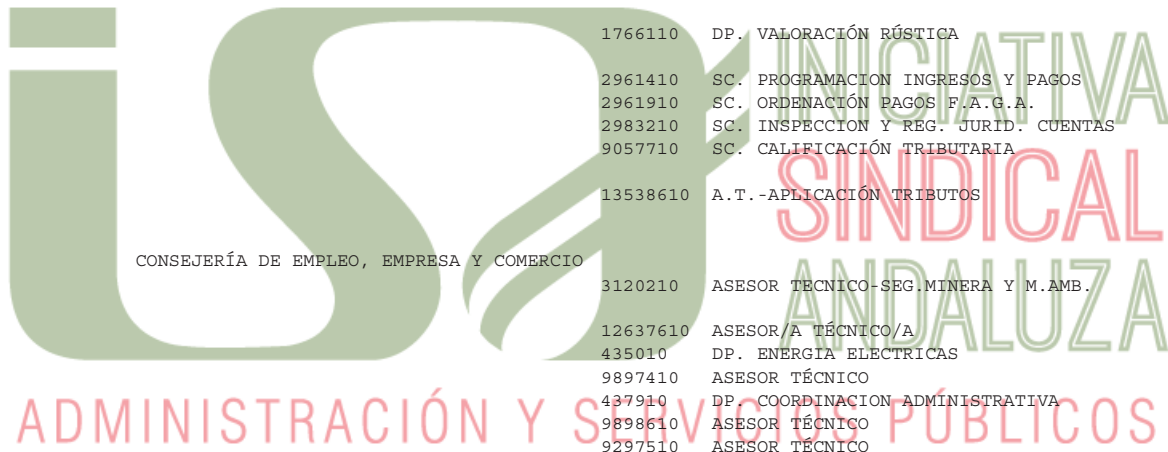 1766110 DP. VALORACIÓN RÚSTICA
2961410 SC. PROGRAMACION INGRESOS Y PAGOS
2961910 SC. ORDENACIÓN PAGOS F.A.G.A.
2983210 SC. INSPECCION Y REG. JURID. CUENTAS
9057710 SC. CALIFICACIÓN TRIBUTARIA
13538610 A.T.-APLICACIÓN TRIBUTOS
CONSEJERÍA DE EMPLEO, EMPRESA Y COMERCIO
3120210 ASESOR TECNICO-SEG.MINERA Y M.AMB.
12637610 ASESOR/A TÉCNICO/A
435010 DP. ENERGIA ELECTRICAS
9897410 ASESOR TÉCNICO
437910 DP. COORDINACION ADMINISTRATIVA
9898610 ASESOR TÉCNICO
9297510 ASESOR TÉCNICO
isa
INICIATIVA
SINDICAL
ANDALUZA
ADMINISTRACIÓN Y SERVICIOS PÚBLICOS